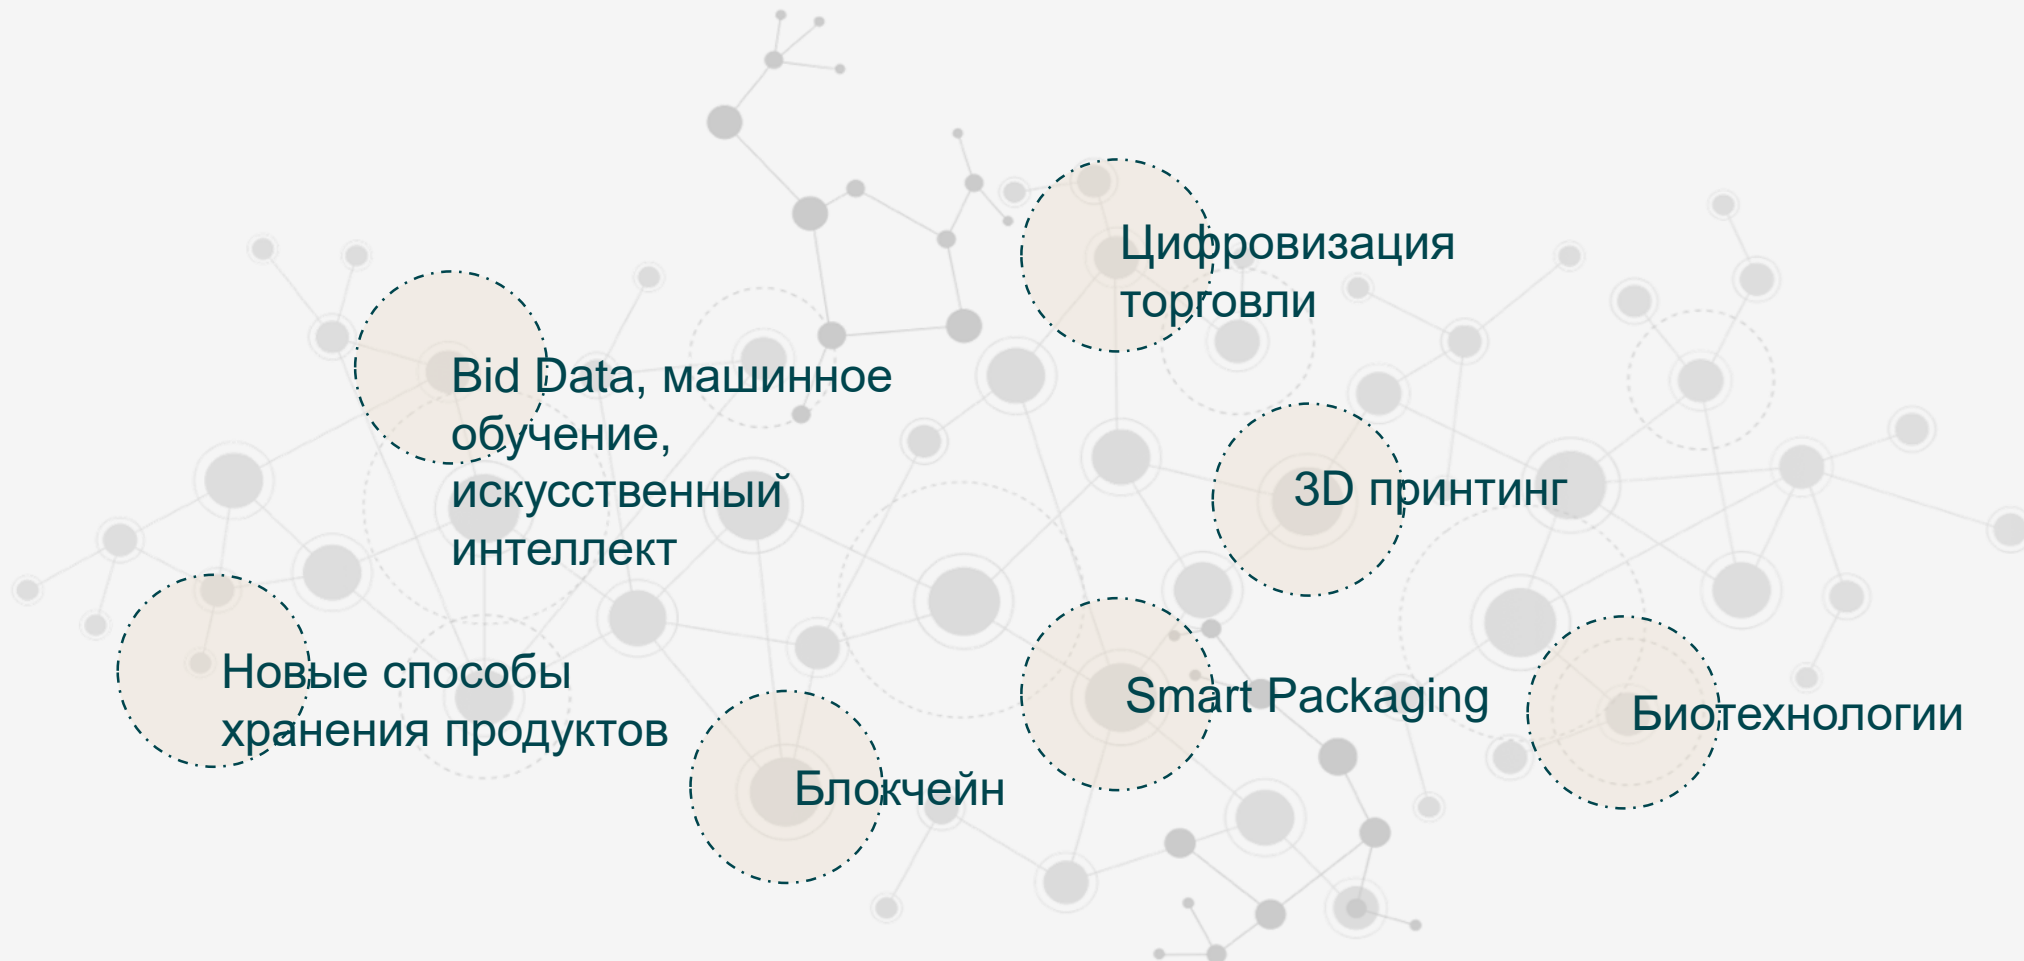 Цифровизация
торговли
Bid Data, машинное
обучение,
искусственный
интеллект
3D принтинг
Новые способы
хранения продуктов
Smart Packaging
Биотехнологии
Блокчейн